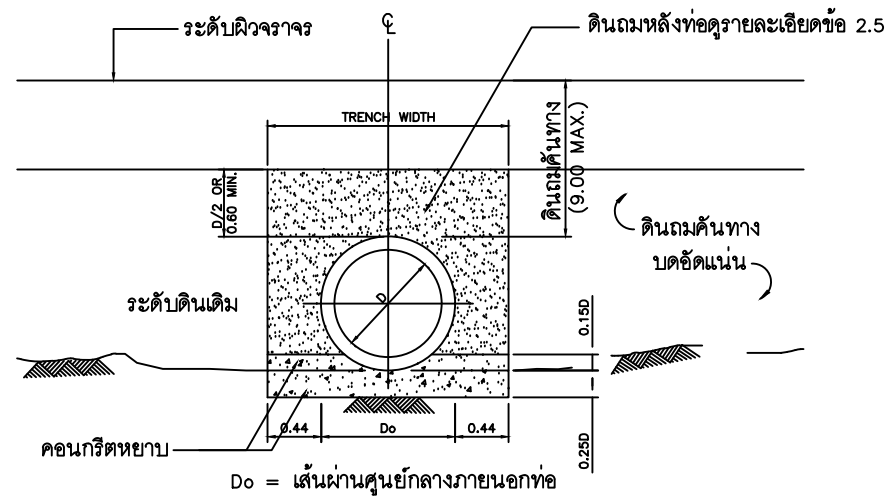 ระดับผิวจราจร
℄
ดินถมหลังท่อดูรายละเอียดข้อ 2.5
TRENCH WIDTH
ดินถมคันทาง
(9.00 MAX.)
D/2 OR
0.60 MIN.
ดินถมคันทาง
บดอัดแน่น
D
ระดับดินเดิม
0.15D
0.44
Do
0.44
0.25D
คอนกรีตหยาบ
Do = เส้นผ่านศูนย์กลางภายนอกท่อ